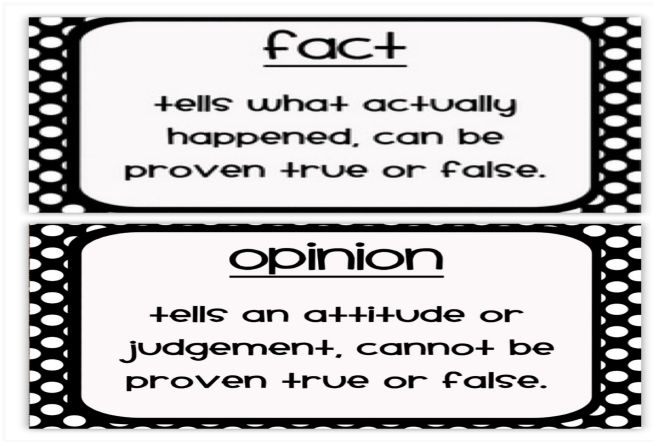 fact
tells what actually
happened, can be
proven true or false.
opinion
tells an attitude or
judgement, cannot be
proven true or false.